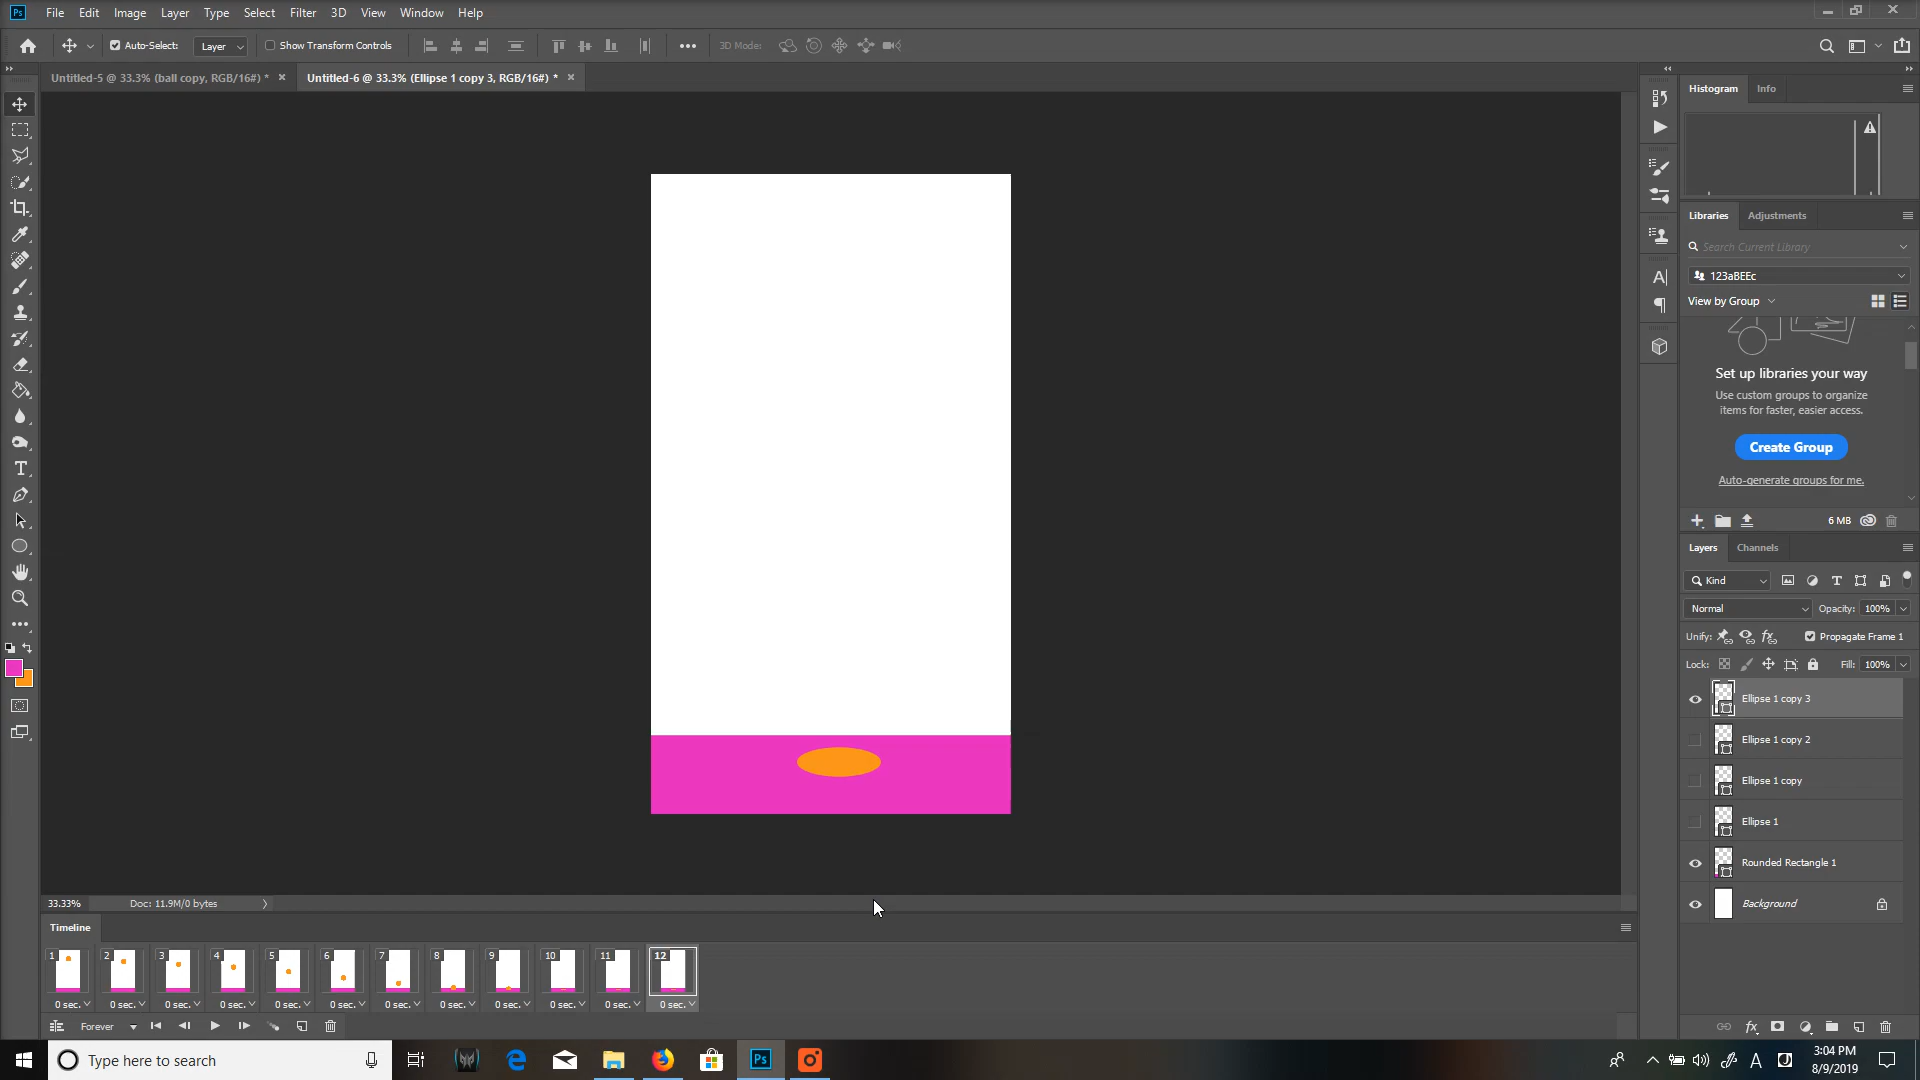 Ps File Edit Image Layer Type Select Filter 3D View Window Help
Auto-Select: Layer Show Transform Controls 3D Mode:
Untitled-5 @ 33.3% (ball copy, RGB/16#) * Untitled-6 @ 33.3% (Ellipse 1 copy 3, RGB/16#) *
Histogram Info
Libraries Adjustments
Search Current Library
123aBEEc
View by Group
Set up libraries your way
Use custom groups to organize
items for faster, easier access.
Create Group
Auto-generate groups for me.
6 MB
Layers Channels
Kind
Normal Opacity: 100%
Unify: Propagate Frame 1
Lock: Fill: 100%
Ellipse 1 copy 3
Ellipse 1 copy 2
Ellipse 1 copy
Ellipse 1
Rounded Rectangle 1
Background
33.33% Doc: 11.9M/0 bytes
Timeline
1 2 3 4 5 6 7 8 9 10 11 12
0 sec. 0 sec. 0 sec. 0 sec. 0 sec. 0 sec. 0 sec. 0 sec. 0 sec. 0 sec. 0 sec. 0 sec.
Forever
Type here to search Ps 3:04 PM
8/9/2019